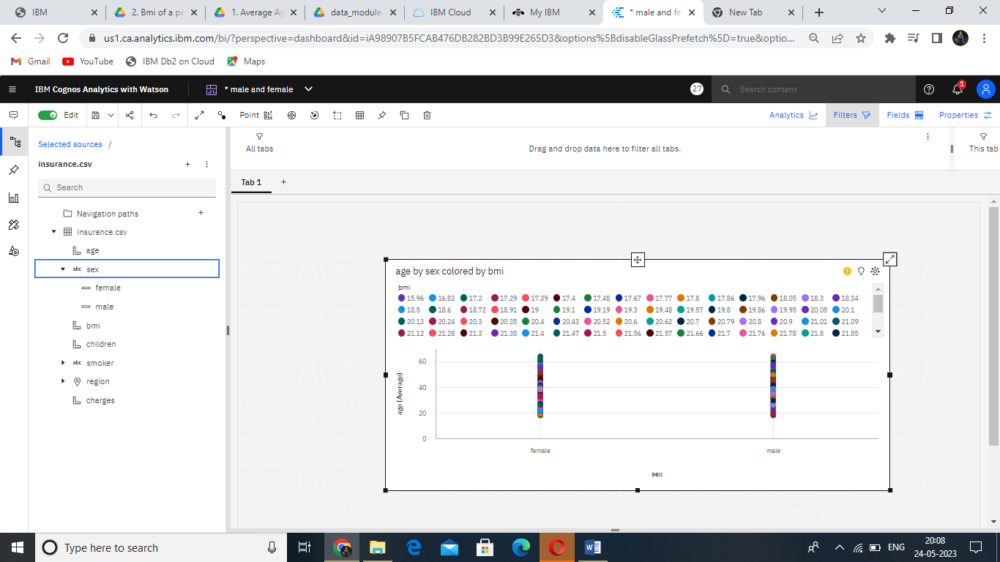 IBM
2. Bmi of a pe
1. Average Ag
data_module.
IBM Cloud
My IBM
* male and fe
New Tab
us1.ca.analytics.ibm.com/bi/?perspective=dashboard&id=iA98907B5FCAB476DB282BD3B99E265D3&options%5BdisableGlassPrefetch%5D=true&optio...
Gmail
YouTube
IBM Db2 on Cloud
Maps
IBM Cognos Analytics with Watson
* male and female
27
Search content
1
Edit
Point
Analytics
Filters
Fields
Properties
Selected sources /
insurance.csv
Search
Navigation paths
insurance.csv
age
abc sex
female
male
bmi
children
abc smoker
region
charges
All tabs
Drag and drop data here to filter all tabs.
This tab
Tab 1
age by sex colored by bmi
bmi
15.96 16.82 17.2 17.29 17.39 17.4 17.48 17.67 17.77 17.8 17.86 17.96 18.05 18.3 18.34
18.5 18.6 18.72 18.91 19 19.1 19.19 19.3 19.48 19.57 19.8 19.86 19.95 20.05 20.1
20.13 20.24 20.3 20.35 20.4 20.43 20.52 20.6 20.62 20.7 20.79 20.8 20.9 21.01 21.09
21.12 21.28 21.3 21.38 21.4 21.47 21.5 21.56 21.57 21.66 21.7 21.76 21.78 21.8 21.85
age (Average)
60
40
20
0
female
male
sex
Type here to search
ENG
20:08
24-05-2023